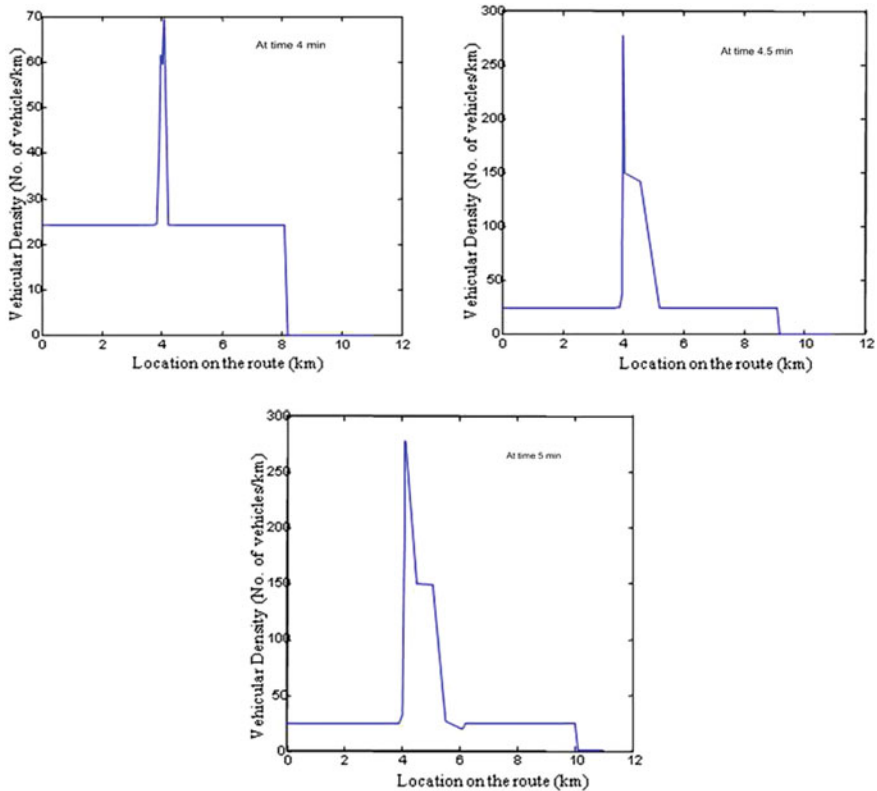 70
60
50
40
30
20
10
0
Vehicular Density (No. of vehicles/km)
At time 4 min
0 2 4 6 8 10 12
Location on the route (km)
300
250
200
150
100
50
0
Vehicular Density (No. of vehicles/km)
At time 4.5 min
0 2 4 6 8 10 12
Location on the route (km)
300
250
200
150
100
50
0
Vehicular Density (No. of vehicles/km)
At time 5 min
0 2 4 6 8 10 12
Location on the route (km)